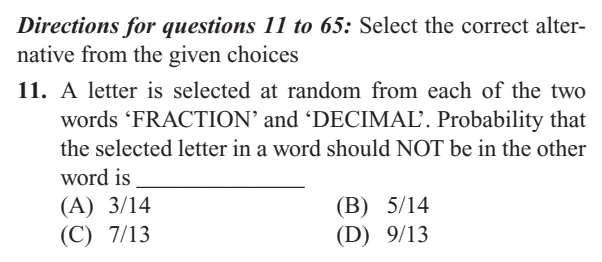 Directions for questions 11 to 65: Select the correct alter-
native from the given choices
11. A letter is selected at random from each of the two
words ‘FRACTION’ and ‘DECIMAL’. Probability that
the selected letter in a word should NOT be in the other
word is ______________
(A) 3/14 (B) 5/14
(C) 7/13 (D) 9/13